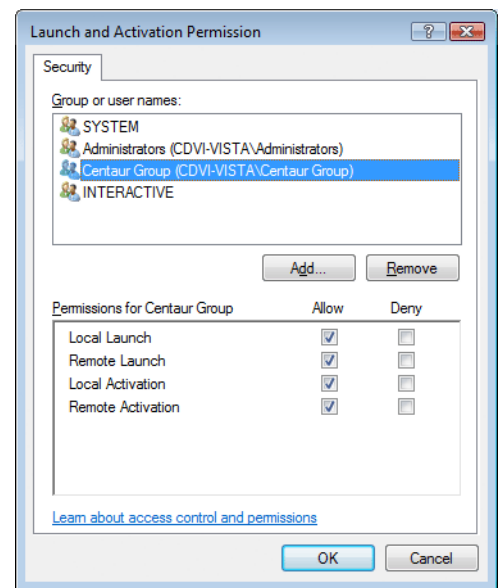 Launch and Activation Permission
Security
Group or user names:
SYSTEM
Administrators (CDVI-VISTA\Administrators)
Centaur Group (CDVI-VISTA\Centaur Group)
INTERACTIVE
Add... Remove
Permissions for Centaur Group Allow Deny
Local Launch
Remote Launch
Local Activation
Remote Activation
Learn about access control and permissions
OK Cancel